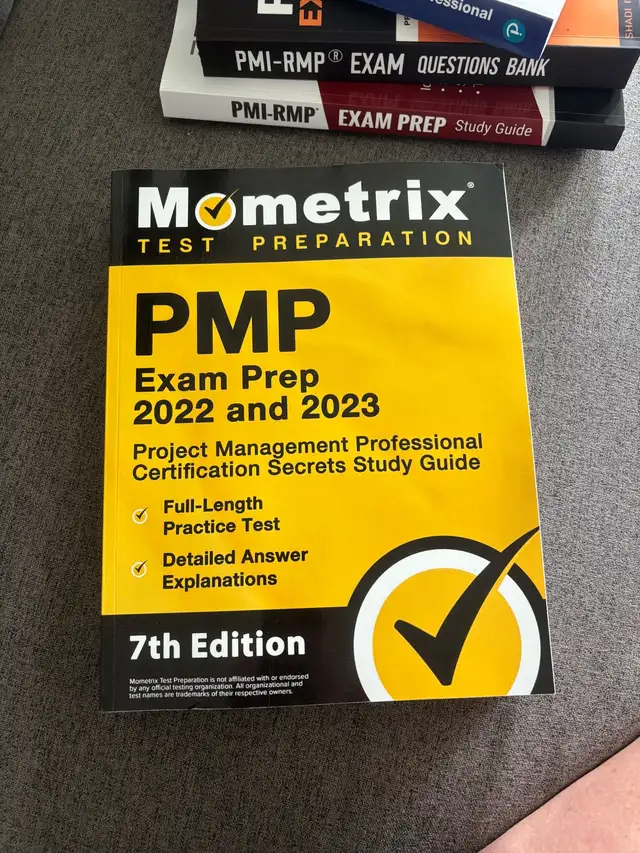 Professional
PMI-RMP® EXAM QUESTIONS BANK
PMI-RMP® EXAM PREP Study Guide
Mometrix®
TEST PREPARATION
PMP
Exam Prep
2022 and 2023
Project Management Professional
Certification Secrets Study Guide
Full-Length
Practice Test
Detailed Answer
Explanations
7th Edition
Mometrix Test Preparation is not affiliated with or endorsed
by any official testing organization. All organizational and
test names are trademarks of their respective owners.